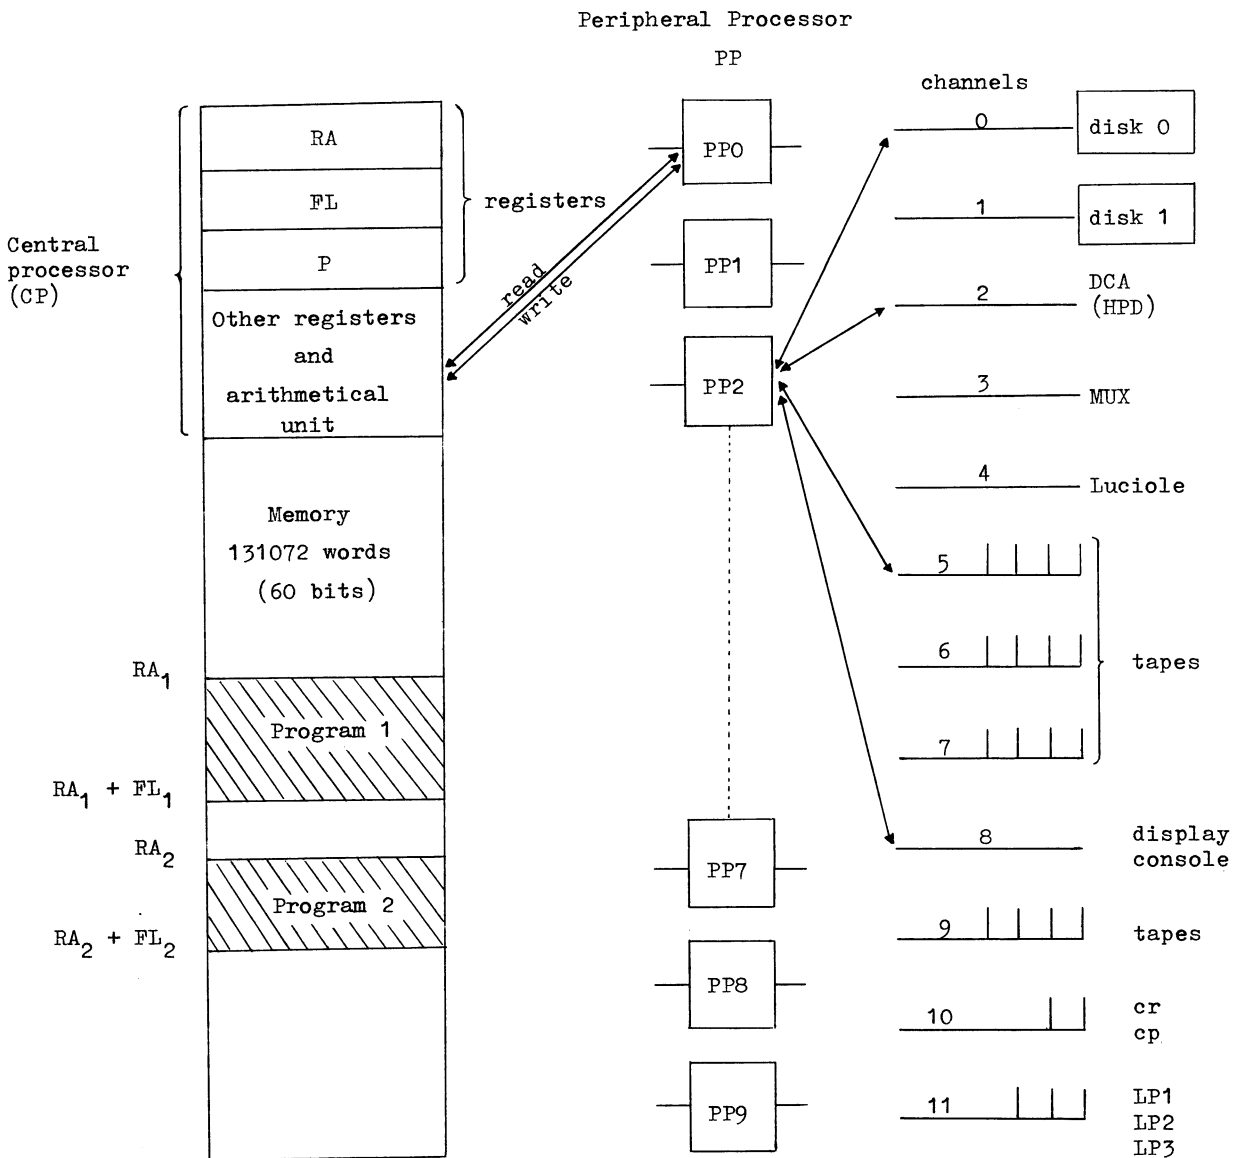 Peripheral Processor
PP
channels
RA
FL
P
registers
Central
processor
(CP)
Other registers
and
arithmetical
unit
read
write
Memory
131072 words
(60 bits)
RA1
Program 1
RA1 + FL1
RA2
Program 2
RA2 + FL2
PP0
PP1
PP2
PP7
PP8
PP9
0 disk 0
1 disk 1
2 DCA
(HPD)
3 MUX
4 Luciole
5
6 tapes
7
8 display
console
9 tapes
10 cr
cp
11 LP1
LP2
LP3